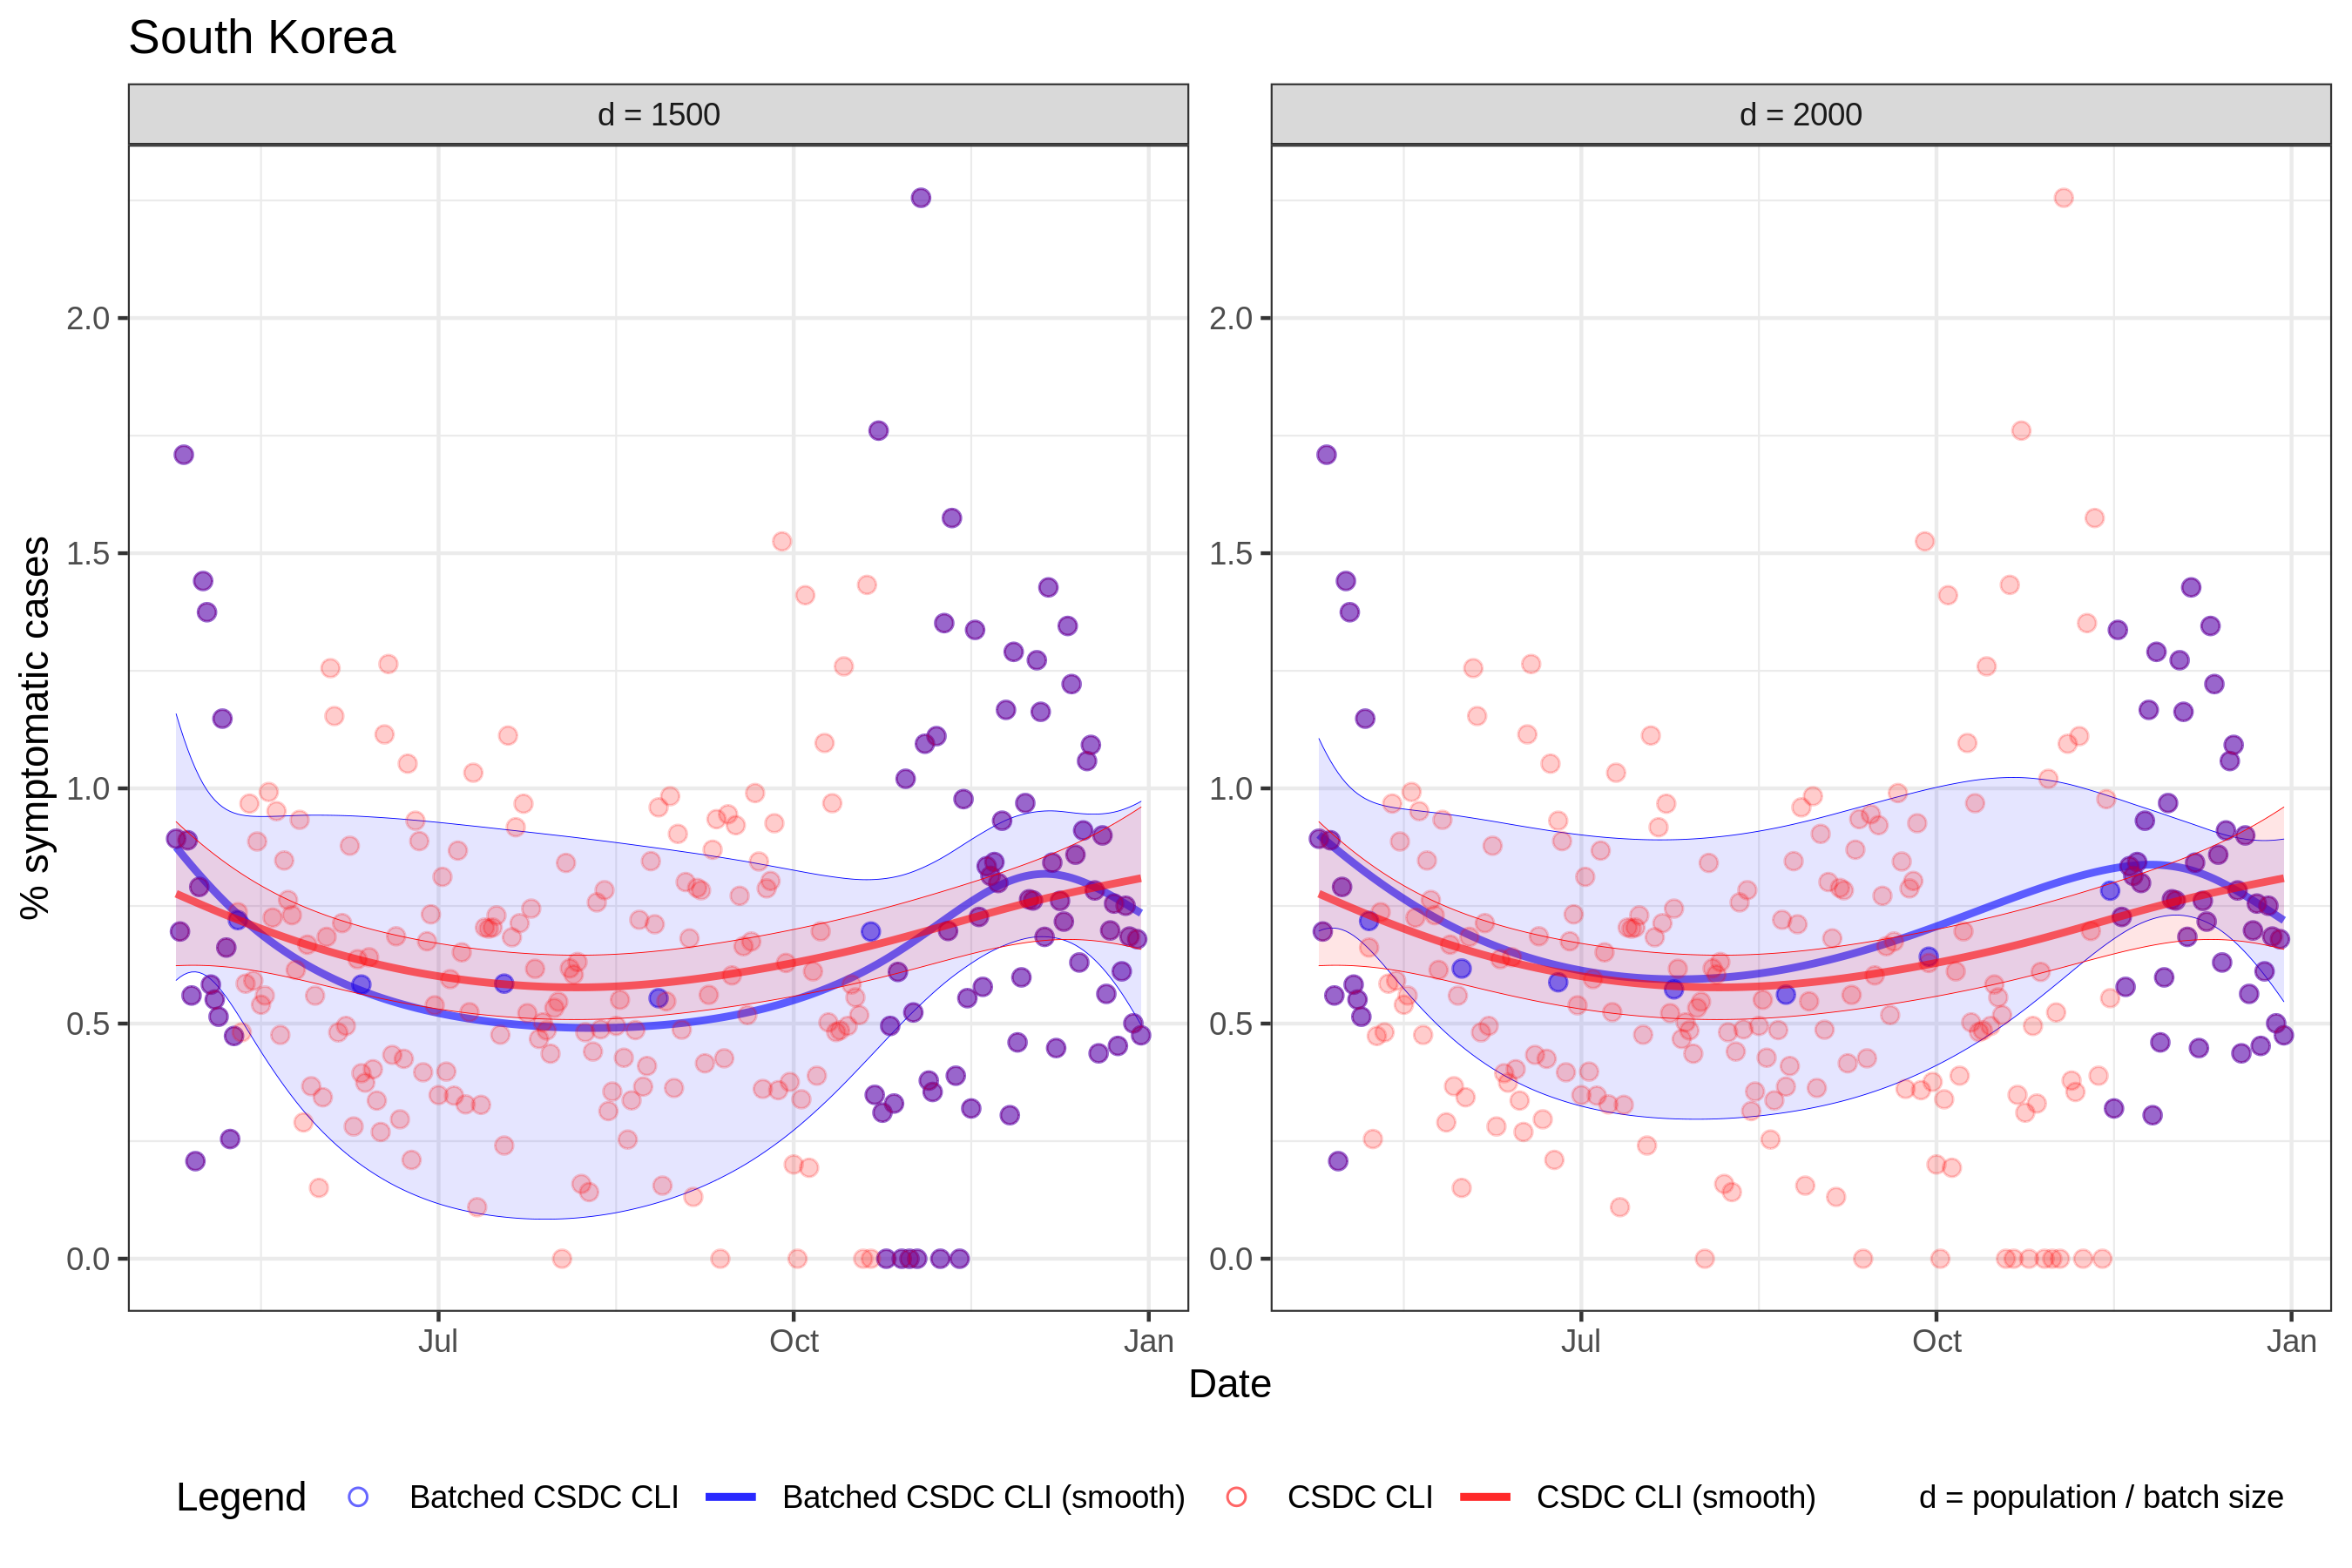 South Korea
d = 1500
d = 2000
% symptomatic cases
2.0
1.5
1.0
0.5
0.0
2.0
1.5
1.0
0.5
0.0
Jul
Oct
Jan
Jul
Oct
Jan
Date
Legend
Batched CSDC CLI
Batched CSDC CLI (smooth)
CSDC CLI
CSDC CLI (smooth)
d = population / batch size